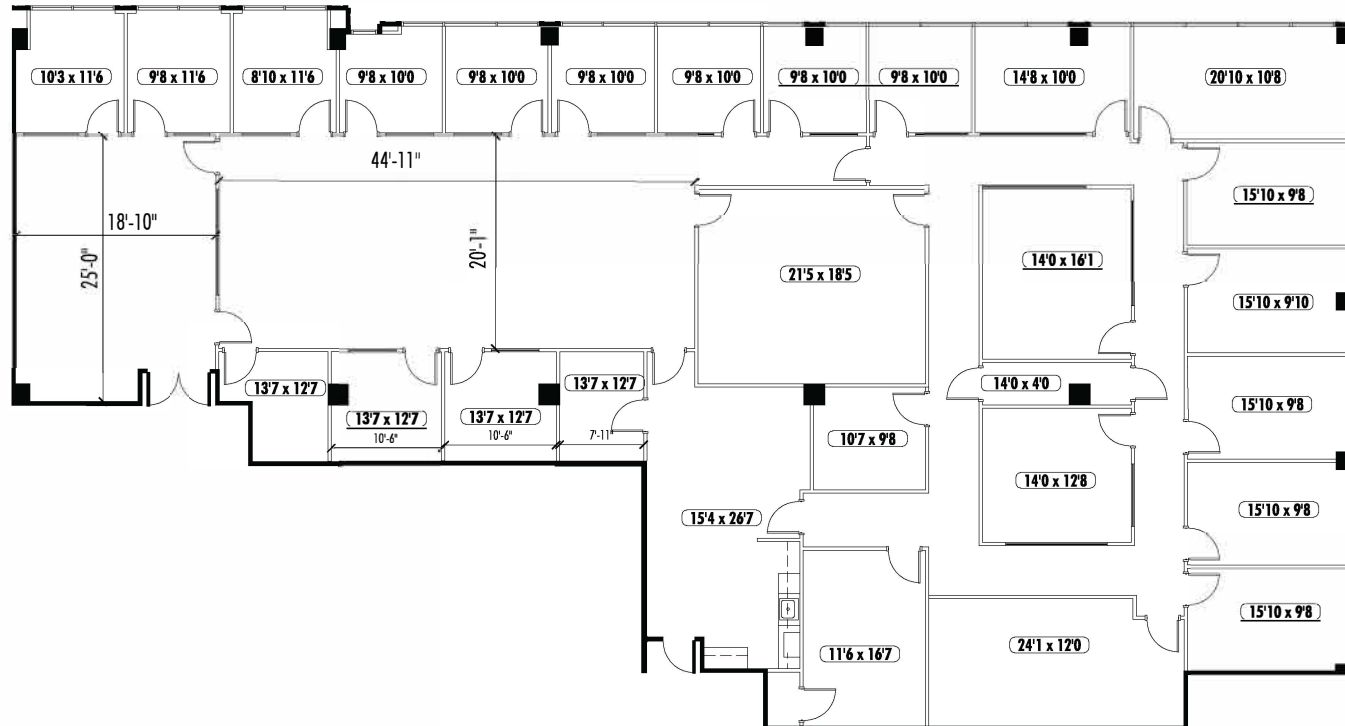 10'3 x 11'6
9'8 x 11'6
8'10 x 11'6
9'8 x 10'0
9'8 x 10'0
9'8 x 10'0
9'8 x 10'0
9'8 x 10'0
9'8 x 10'0
14'8 x 10'0
20'10 x 10'8
44'-11"
18'-10"
25'-0"
20'-1"
21'5 x 18'5
14'0 x 16'1
15'10 x 9'8
15'10 x 9'10
13'7 x 12'7
13'7 x 12'7
10'-6"
13'7 x 12'7
10'-6"
13'7 x 12'7
7'-11"
14'0 x 4'0
15'10 x 9'8
10'7 x 9'8
14'0 x 12'8
15'4 x 26'7
15'10 x 9'8
11'6 x 16'7
24'1 x 12'0
15'10 x 9'8